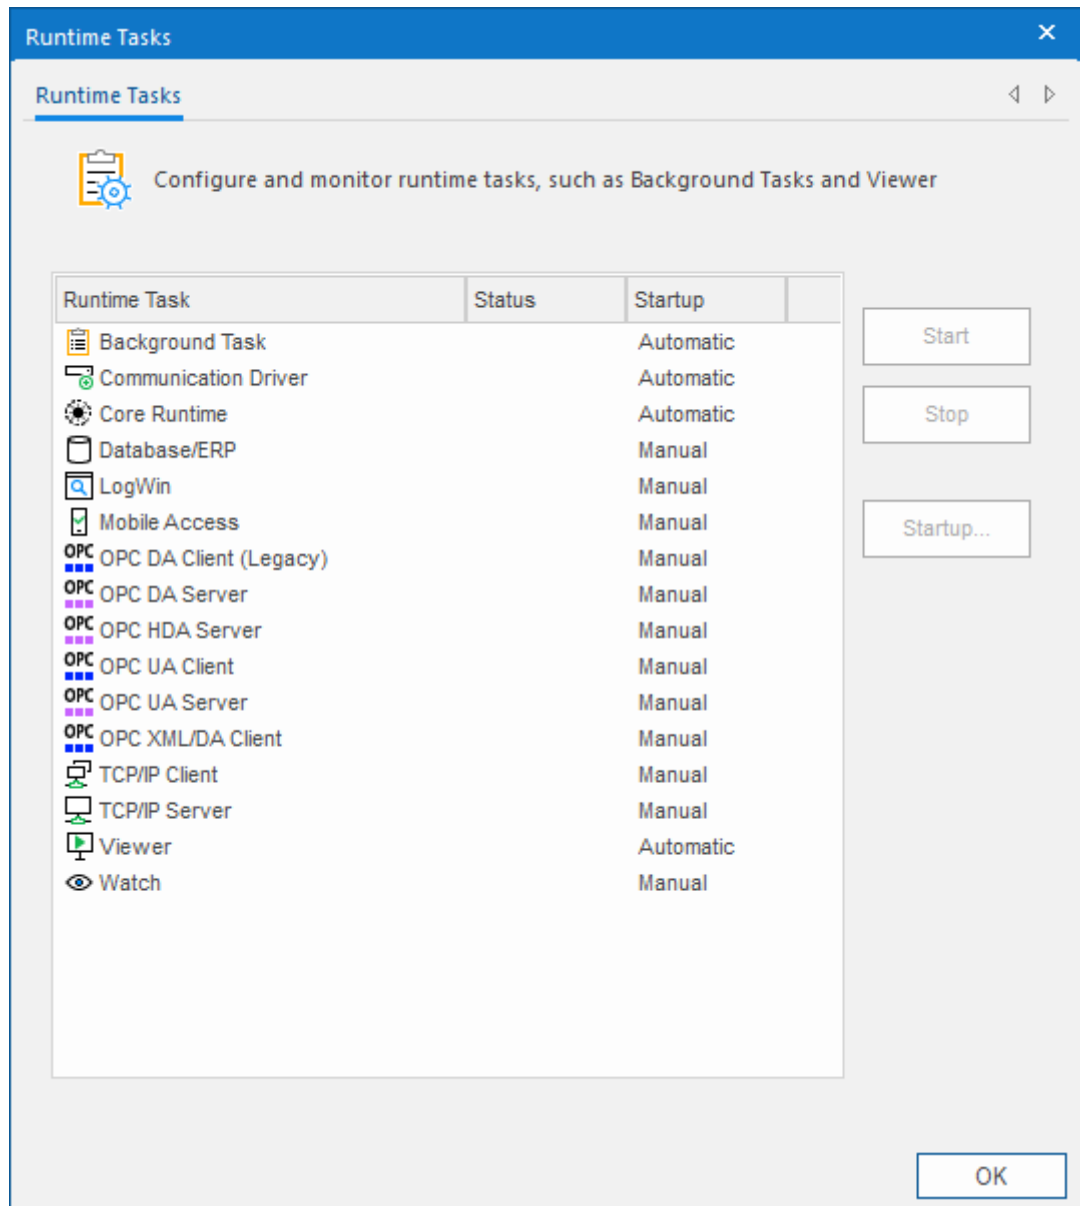 Runtime Tasks
Runtime Tasks
Configure and monitor runtime tasks, such as Background Tasks and Viewer
Runtime Task Status Startup
Background Task Automatic
Communication Driver Automatic
Core Runtime Automatic
Database/ERP Manual
LogWin Manual
Mobile Access Manual
OPC OPC DA Client (Legacy) Manual
OPC OPC DA Server Manual
OPC OPC HDA Server Manual
OPC OPC UA Client Manual
OPC OPC UA Server Manual
OPC OPC XML/DA Client Manual
TCP/IP Client Manual
TCP/IP Server Manual
Viewer Automatic
Watch Manual
Start
Stop
Startup...
OK